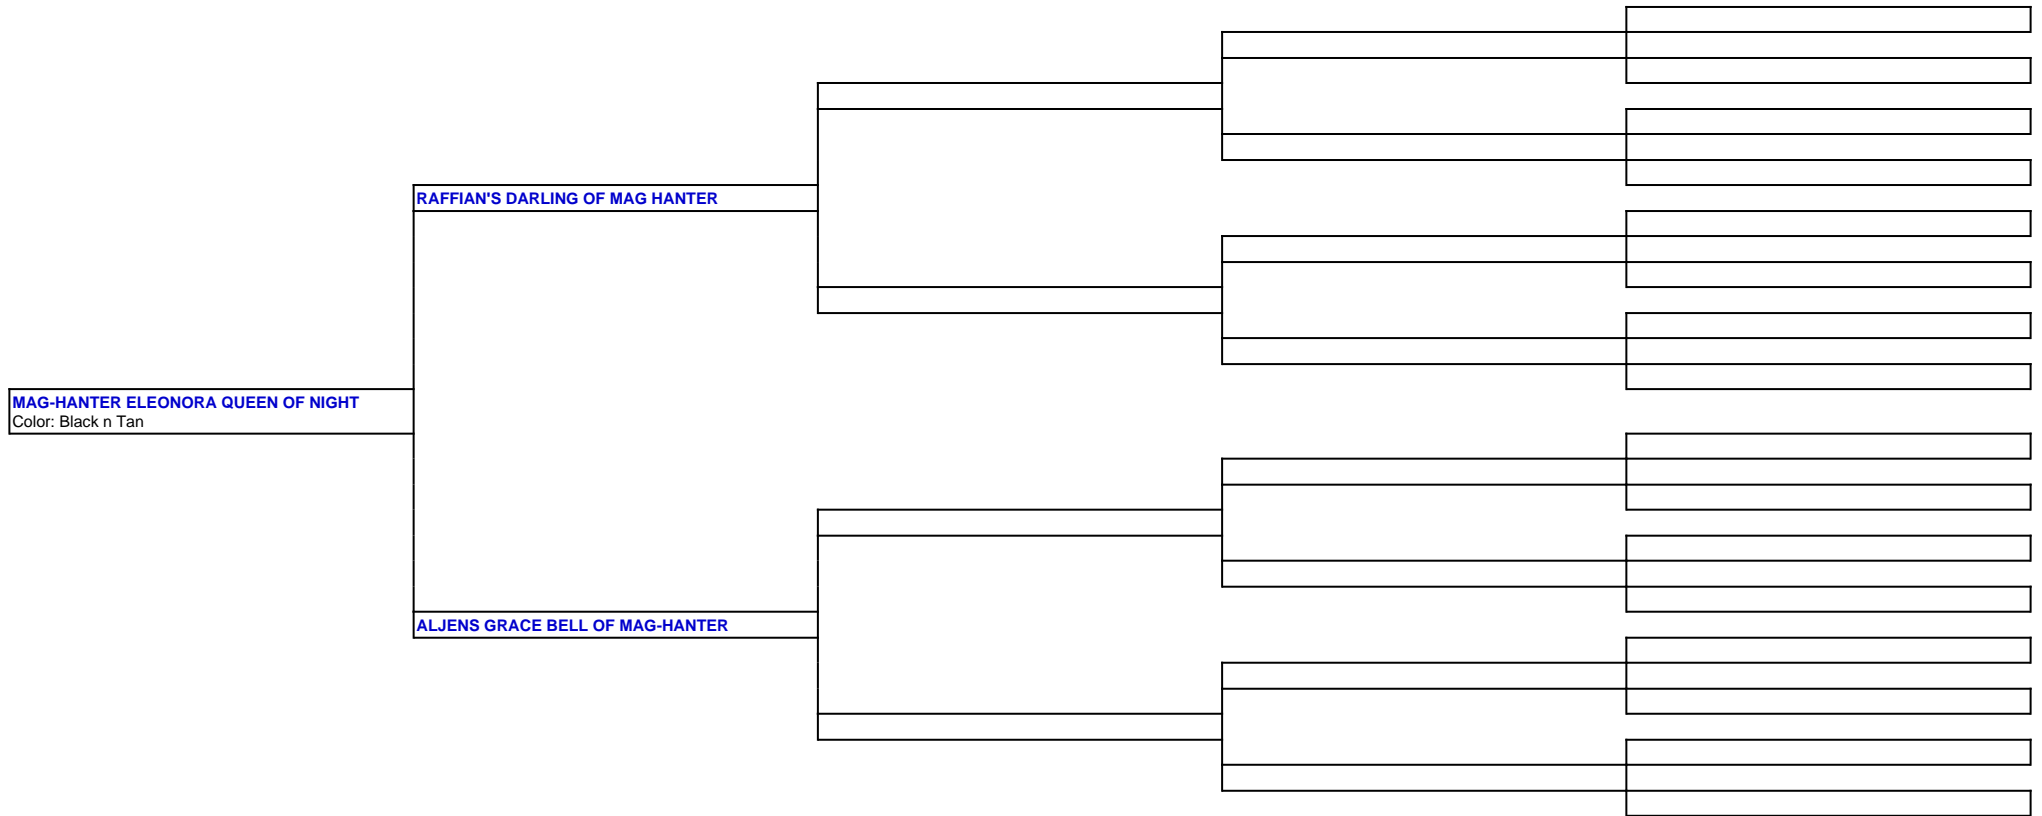 RAFFIAN'S DARLING OF MAG HANTER
MAG-HANTER ELEONORA QUEEN OF NIGHT
Color: Black n Tan
ALJENS GRACE BELL OF MAG-HANTER